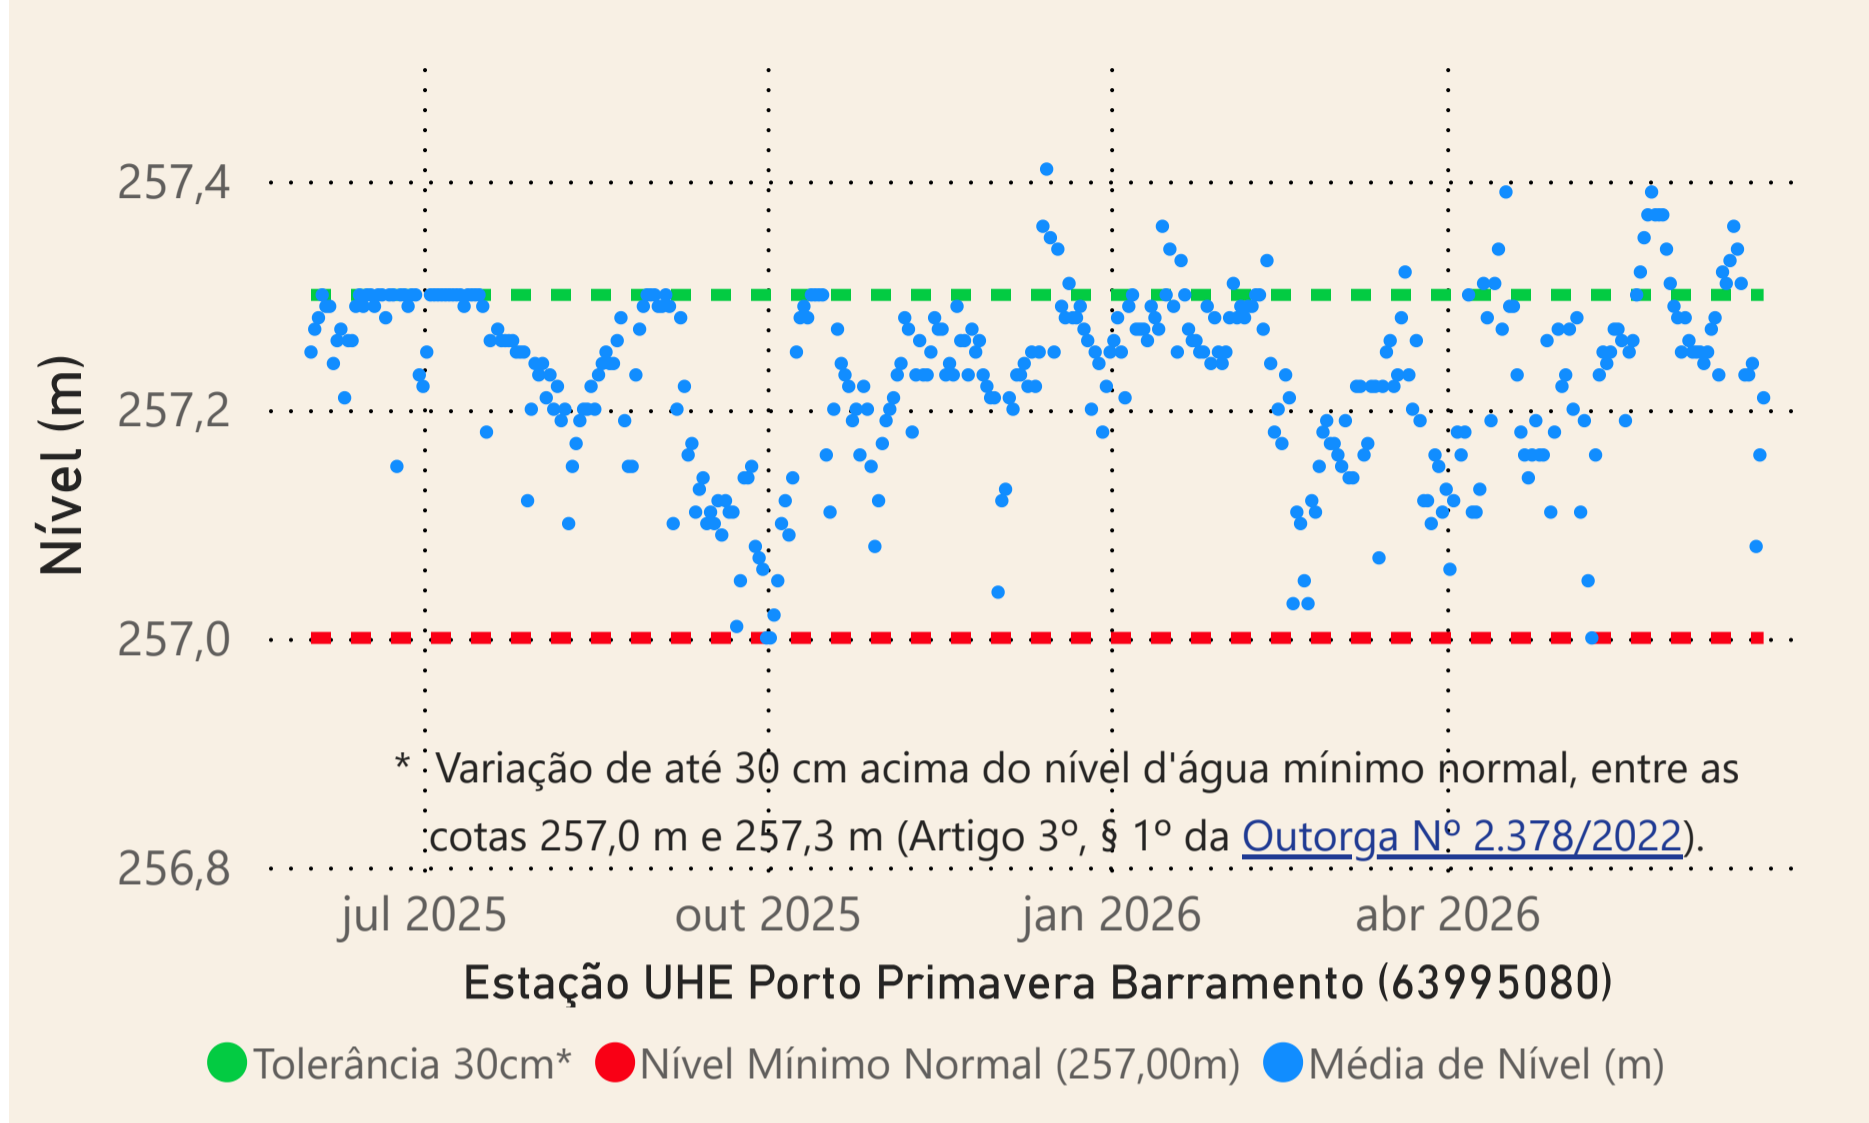 257,4
257,2
257,0
256,8
Nível (m)
* Variação de até 30 cm acima do nível d'água mínimo normal, entre as
cotas 257,0 m e 257,3 m (Artigo 3º, § 1º da Outorga Nº 2.378/2022).
jul 2025 out 2025 jan 2026 abr 2026
Estação UHE Porto Primavera Barramento (63995080)
Tolerância 30cm* Nível Mínimo Normal (257,00m) Média de Nível (m)